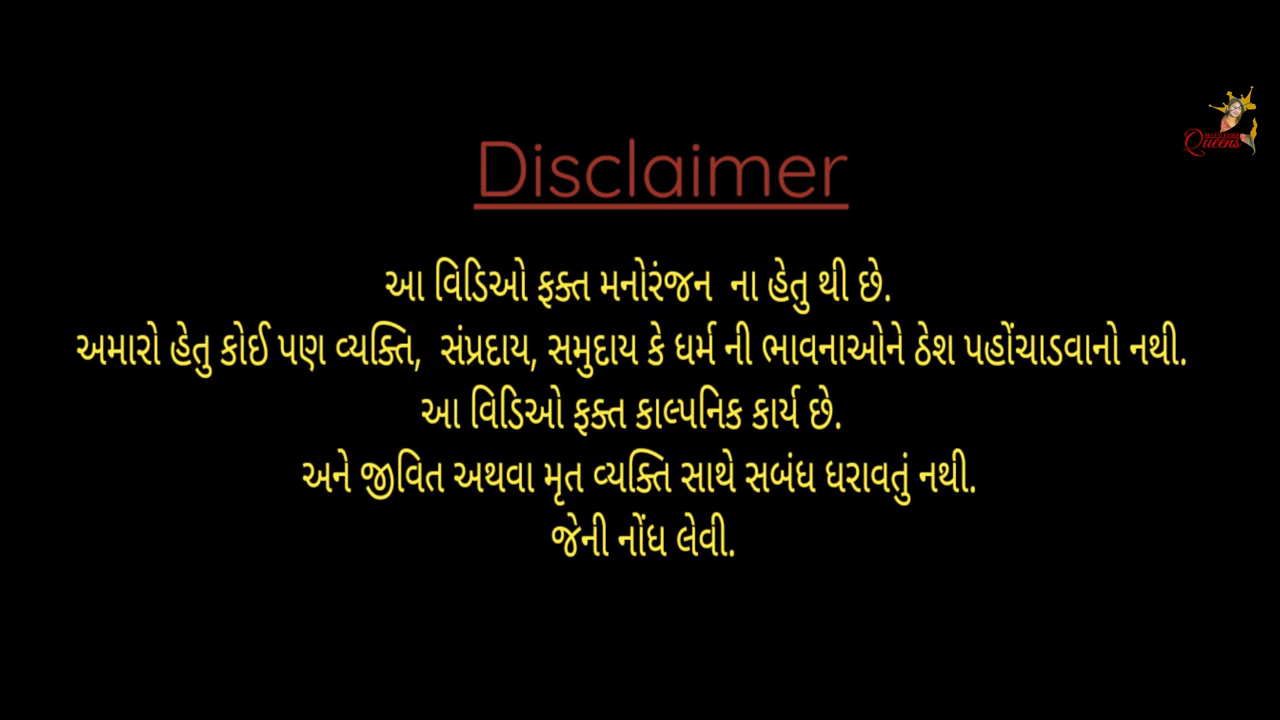 Disclaimer
આ વિડિઓ ફક્ત મનોરંજન ના હેતુ થી છે.
અમારો હેતુ કોઈ પણ વ્યક્તિ, સંપ્રદાય, સમુદાય કે ધર્મ ની ભાવનાઓને ઠેશ પહોંચાડવાનો નથી.
આ વિડિઓ ફક્ત કાલ્પનિક કાર્ય છે.
અને જીવિત અથવા મૃત વ્યક્તિ સાથે સબંધ ધરાવતું નથી.
જેની નોંધ લેવી.
Queens